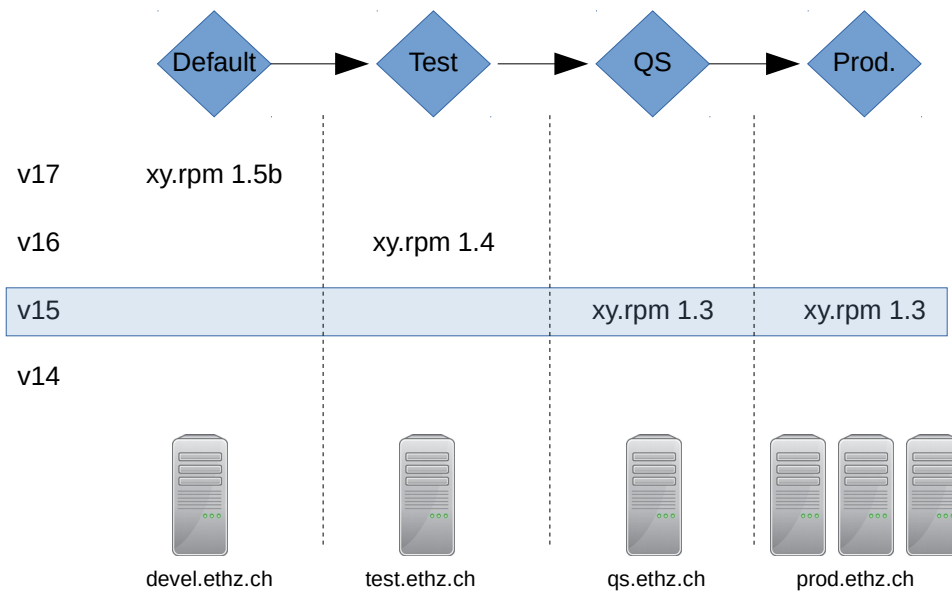 Default Test QS Prod.
v17 xy.rpm 1.5b
v16 xy.rpm 1.4
v15 xy.rpm 1.3 xy.rpm 1.3
v14
devel.ethz.ch test.ethz.ch qs.ethz.ch prod.ethz.ch